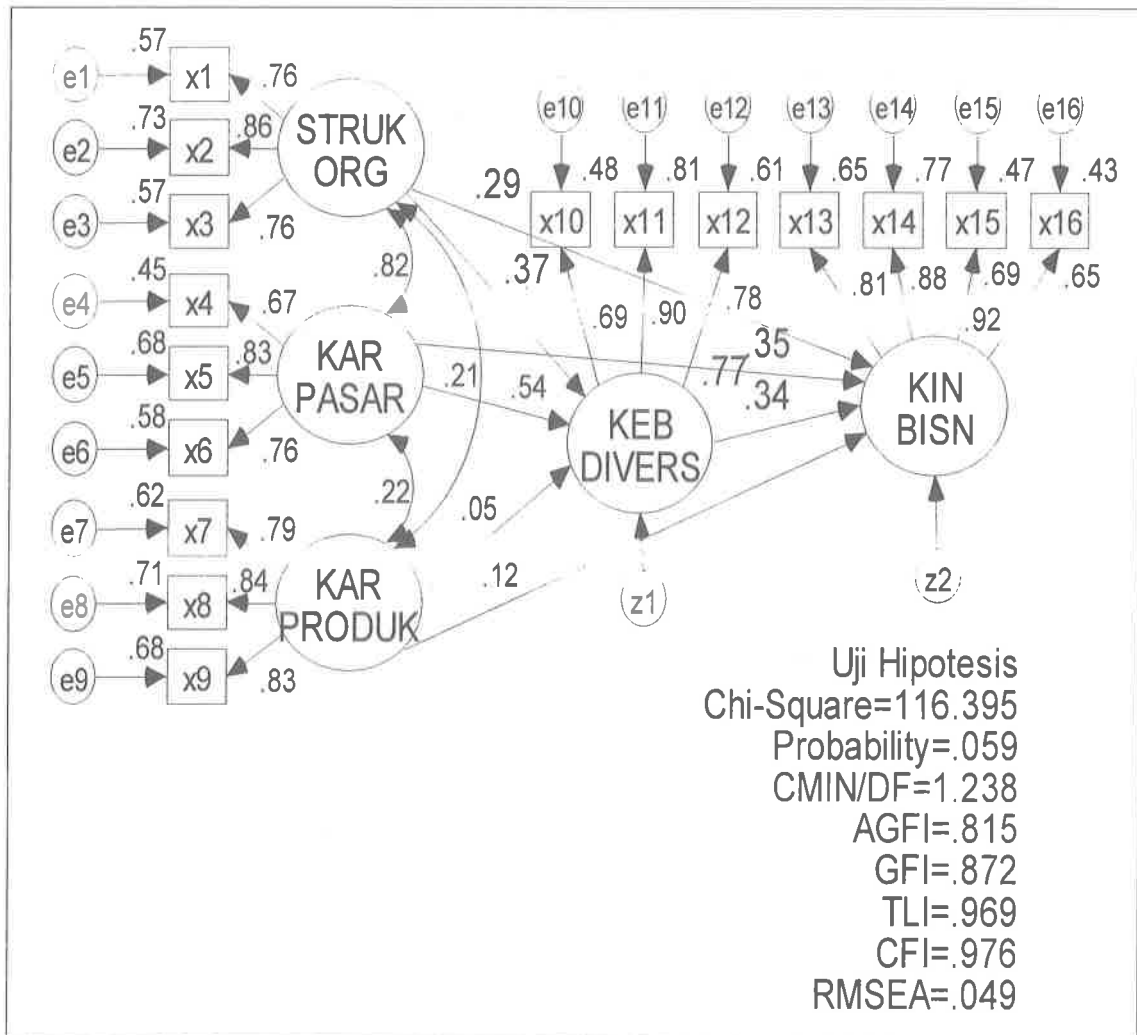 .57
e1
x1
.76
.73
e2
x2
.86
STRUK
ORG
.57
e3
x3
.76
.82
.45
e4
x4
.67
.68
e5
x5
.83
KAR
PASAR
.21
.58
e6
x6
.76
.22
.62
e7
x7
.79
.71
e8
x8
.84
KAR
PRODUK
.68
e9
x9
.83
e10
e11
e12
e13
e14
e15
e16
.48
.81
.61
.65
.77
.47
.43
x10
x11
x12
x13
x14
x15
x16
.29
.37
.69
.90
.78
.81
.88
.69
.65
.92
.35
.77
.34
.54
KEB
DIVERS
KIN
BISN
.05
.12
z1
z2
Uji Hipotesis
Chi-Square=116.395
Probability=.059
CMIN/DF=1.238
AGFI=.815
GFI=.872
TLI=.969
CFI=.976
RMSEA=.049